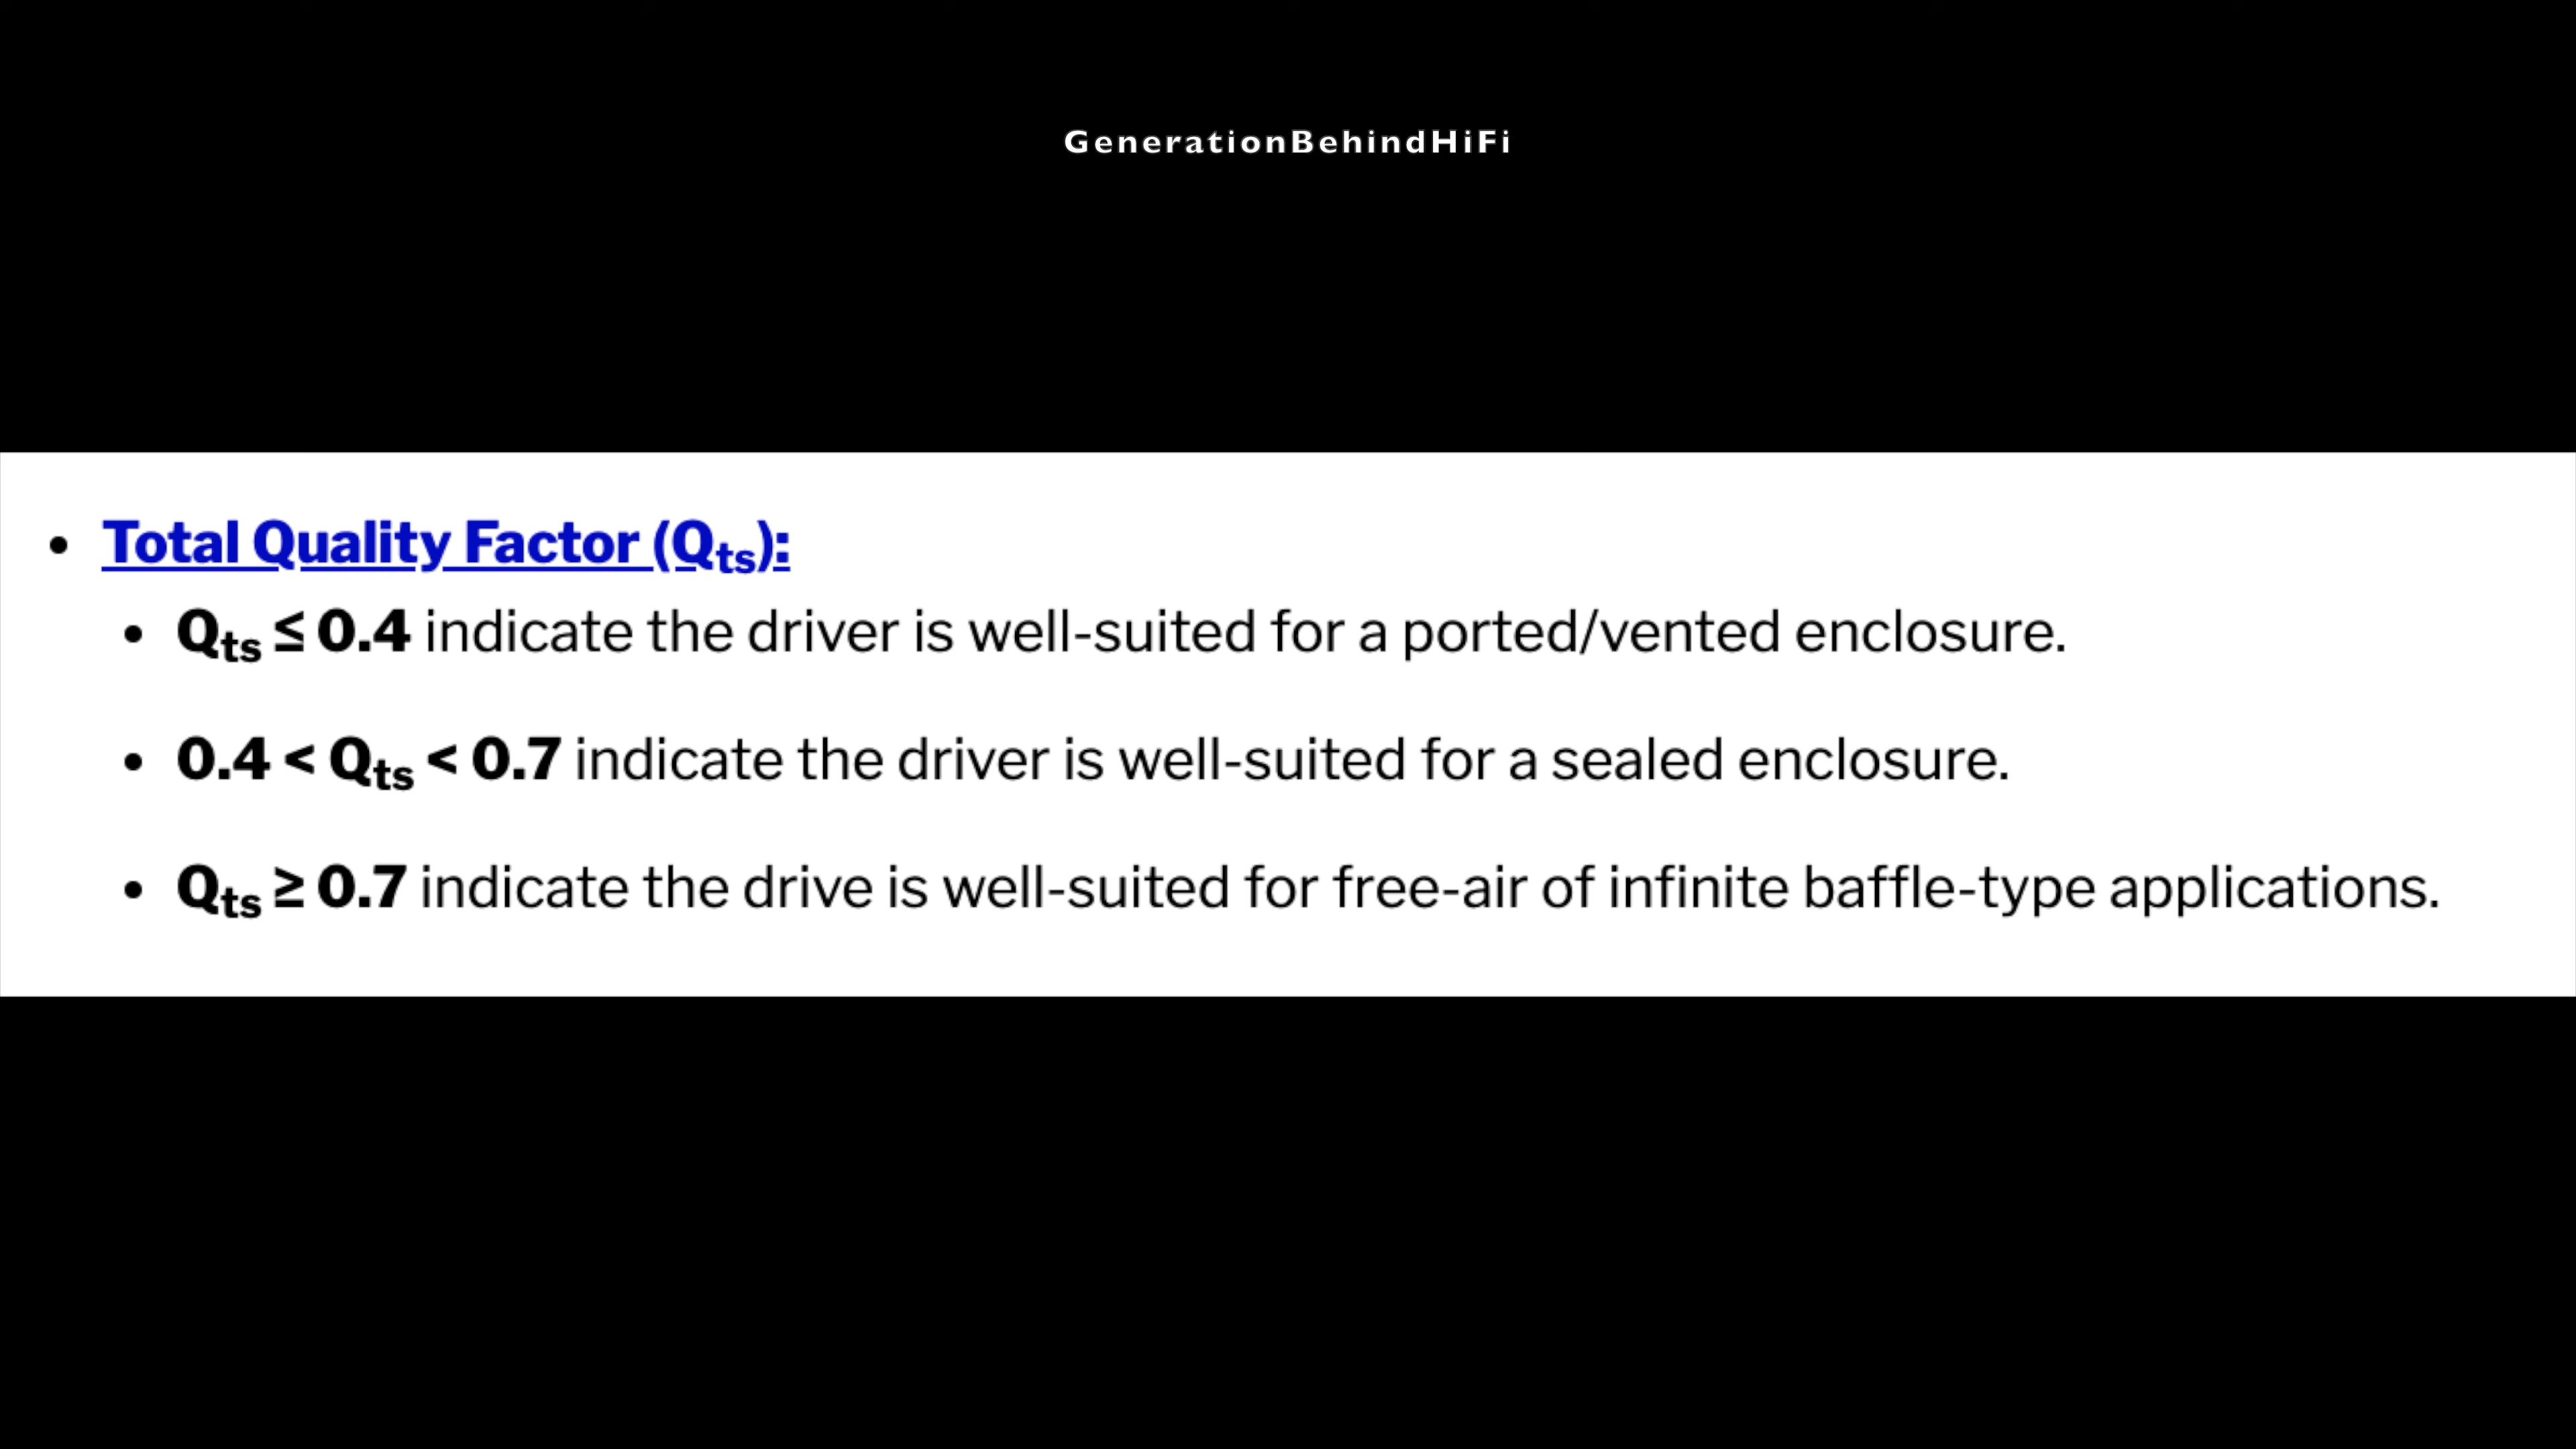 GenerationBehindHiFi
• Total Quality Factor (Qts):
• Qts ≤ 0.4 indicate the driver is well-suited for a ported/vented enclosure.
• 0.4 < Qts < 0.7 indicate the driver is well-suited for a sealed enclosure.
• Qts ≥ 0.7 indicate the drive is well-suited for free-air of infinite baffle-type applications.